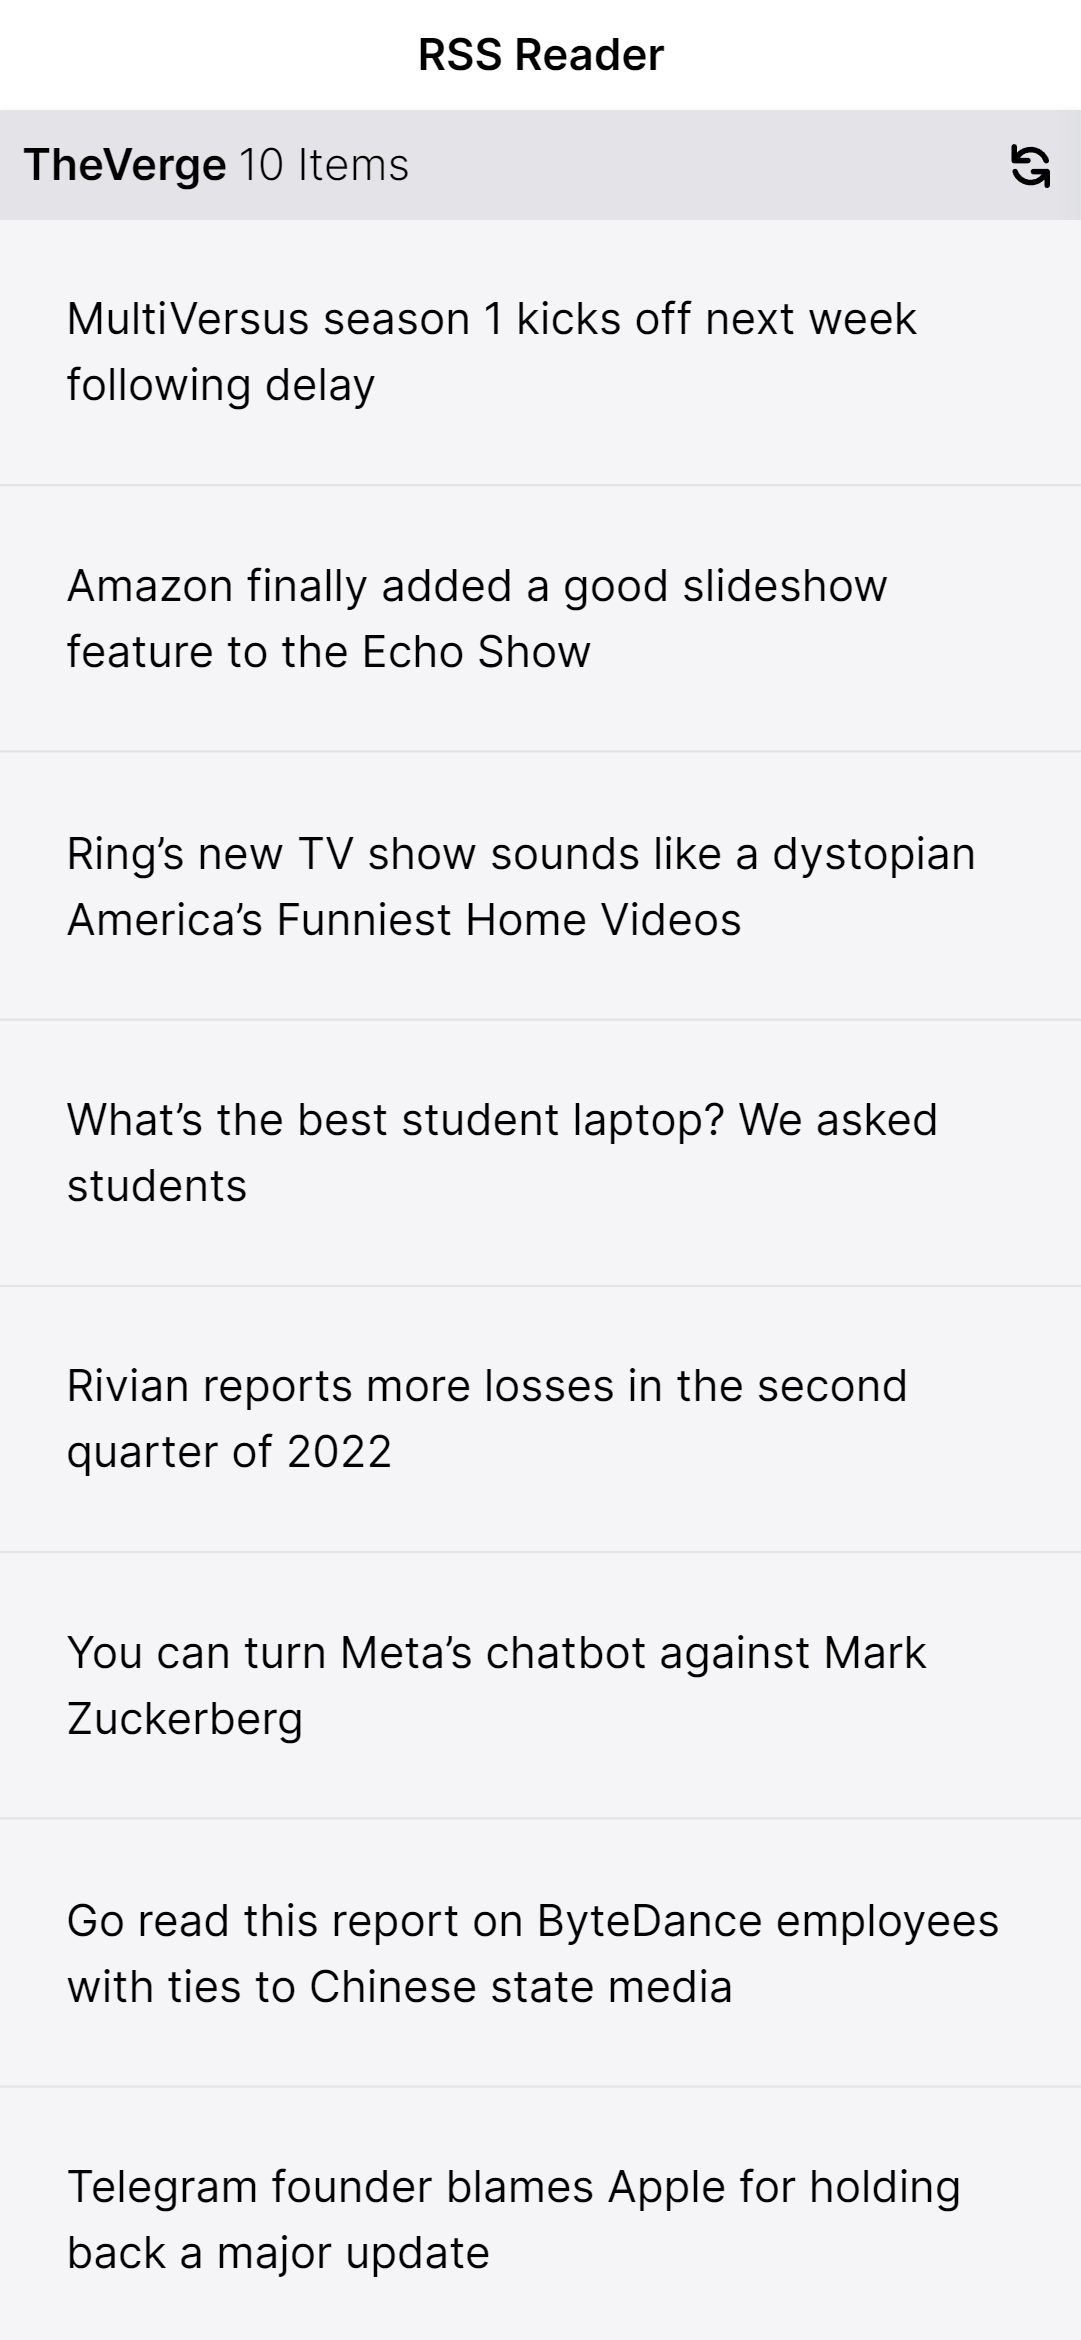 RSS Reader
TheVerge 10 Items
MultiVersus season 1 kicks off next week
following delay
Amazon finally added a good slideshow
feature to the Echo Show
Ring’s new TV show sounds like a dystopian
America’s Funniest Home Videos
What’s the best student laptop? We asked
students
Rivian reports more losses in the second
quarter of 2022
You can turn Meta’s chatbot against Mark
Zuckerberg
Go read this report on ByteDance employees
with ties to Chinese state media
Telegram founder blames Apple for holding
back a major update